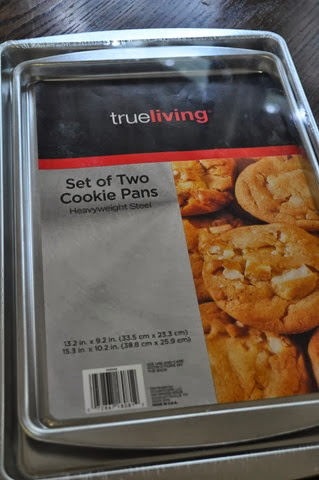 trueliving
Set of Two
Cookie Pans
Heavyweight Steel
13.2 in. x 9.2 in. (33.5 cm x 23.3 cm)
15.3 in. x 10.2 in. (38.8 cm x 25.9 cm)